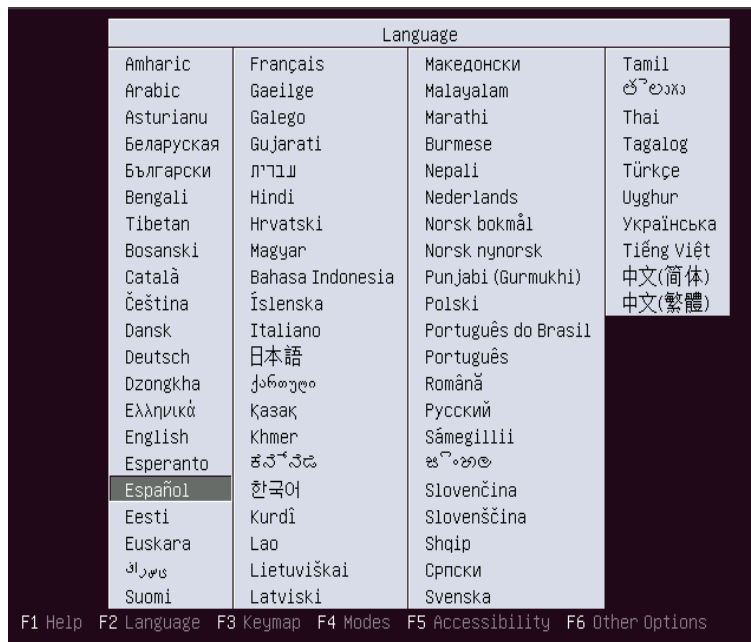 Language
Amharic
Arabic
Asturianu
Беларуская
Български
Bengali
Tibetan
Bosanski
Català
Čeština
Dansk
Deutsch
Dzongkha
Ελληνικά
English
Esperanto
Español
Eesti
Euskara
ﻰﺳﺭﺎﻓ
Suomi
Français
Gaeilge
Galego
Gujarati
עברית
Hindi
Hrvatski
Magyar
Bahasa Indonesia
Íslenska
Italiano
日本語
ქართული
Қазақ
Khmer
ಕನ್ನಡ
한국어
Kurdî
Lao
Lietuviškai
Latviski
Македонски
Malayalam
Marathi
Burmese
Nepali
Nederlands
Norsk bokmål
Norsk nynorsk
Punjabi (Gurmukhi)
Polski
Português do Brasil
Português
Română
Русский
Sámegillii
සිංහල
Slovenčina
Slovenščina
Shqip
Српски
Svenska
Tamil
తెలుగు
Thai
Tagalog
Türkçe
Uyghur
Українська
Tiếng Việt
中文(简体)
中文(繁體)
F1 Help F2 Language F3 Keymap F4 Modes F5 Accessibility F6 Other Options